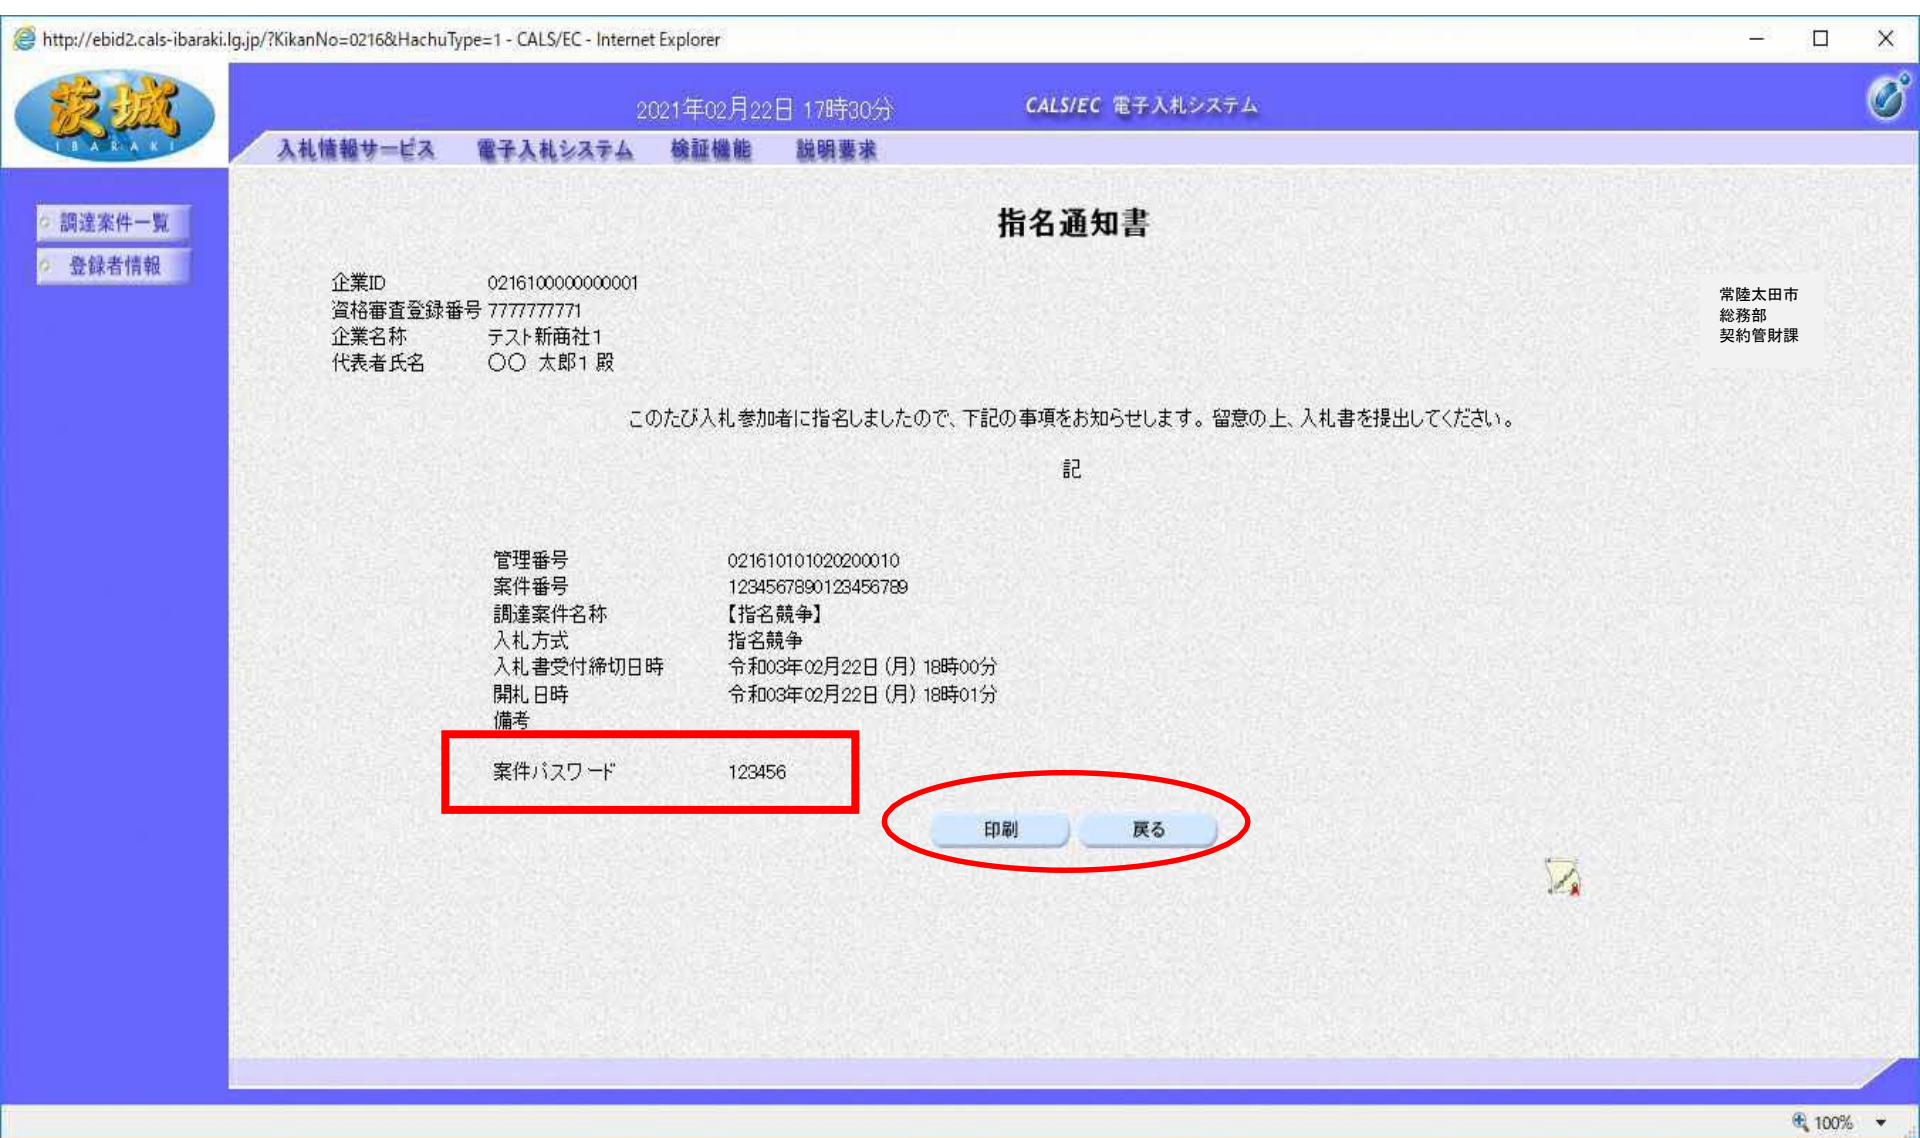 http://ebid2.cals-ibaraki.lg.jp/?KikanNo=0216&HachuType=1 - CALS/EC - Internet Explorer
茨城
IBARAKI
2021年02月22日 17時30分
CALS/EC 電子入札システム
入札情報サービス 電子入札システム 検証機能 説明要求
調達案件一覧
登録者情報
指名通知書
企業ID 0216100000000001
資格審査登録番号 7777777771
企業名称 テスト新商社1
代表者氏名 〇〇 太郎1 殿
常陸太田市
総務部
契約管財課
このたび入札参加者に指名しましたので、下記の事項をお知らせします。留意の上、入札書を提出してください。
記
管理番号 021610101020200010
案件番号 1234567890123456789
調達案件名称 【指名競争】
入札方式 指名競争
入札書受付締切日時 令和03年02月22日 (月) 18時00分
開札日時 令和03年02月22日 (月) 18時01分
備考
案件パスワード 123456
印刷 戻る
100%